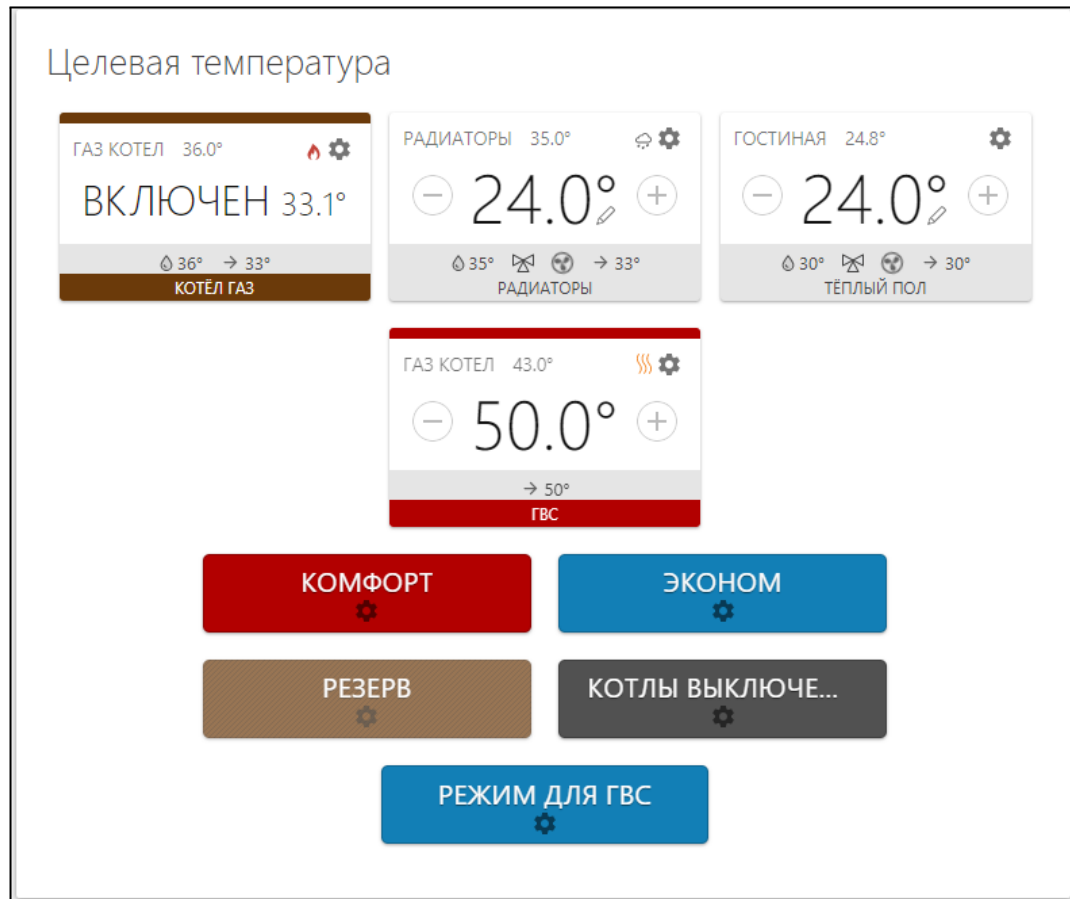 Целевая температура
ГАЗ КОТЕЛ 36.0°
ВКЛЮЧЕН 33.1°
36° → 33°
КОТЁЛ ГАЗ
РАДИАТОРЫ 35.0°
24.0°
35° → 33°
РАДИАТОРЫ
ГОСТИНАЯ 24.8°
24.0°
30° → 30°
ТЁПЛЫЙ ПОЛ
ГАЗ КОТЕЛ 43.0°
50.0°
→ 50°
ГВС
КОМФОРТ
ЭКОНОМ
РЕЗЕРВ
КОТЛЫ ВЫКЛЮЧЕ...
РЕЖИМ ДЛЯ ГВС